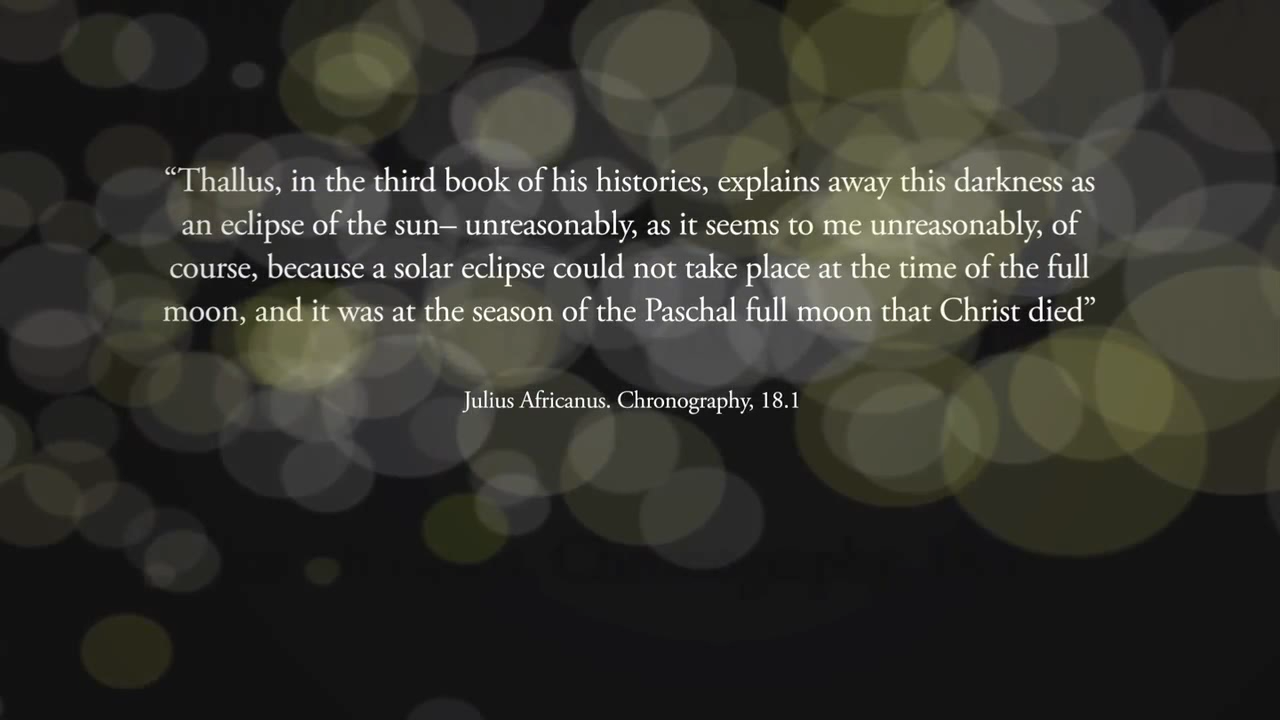 “Thallus, in the third book of his histories, explains away this darkness as
an eclipse of the sun– unreasonably, as it seems to me unreasonably, of
course, because a solar eclipse could not take place at the time of the full
moon, and it was at the season of the Paschal full moon that Christ died”
Julius Africanus. Chronography, 18.1